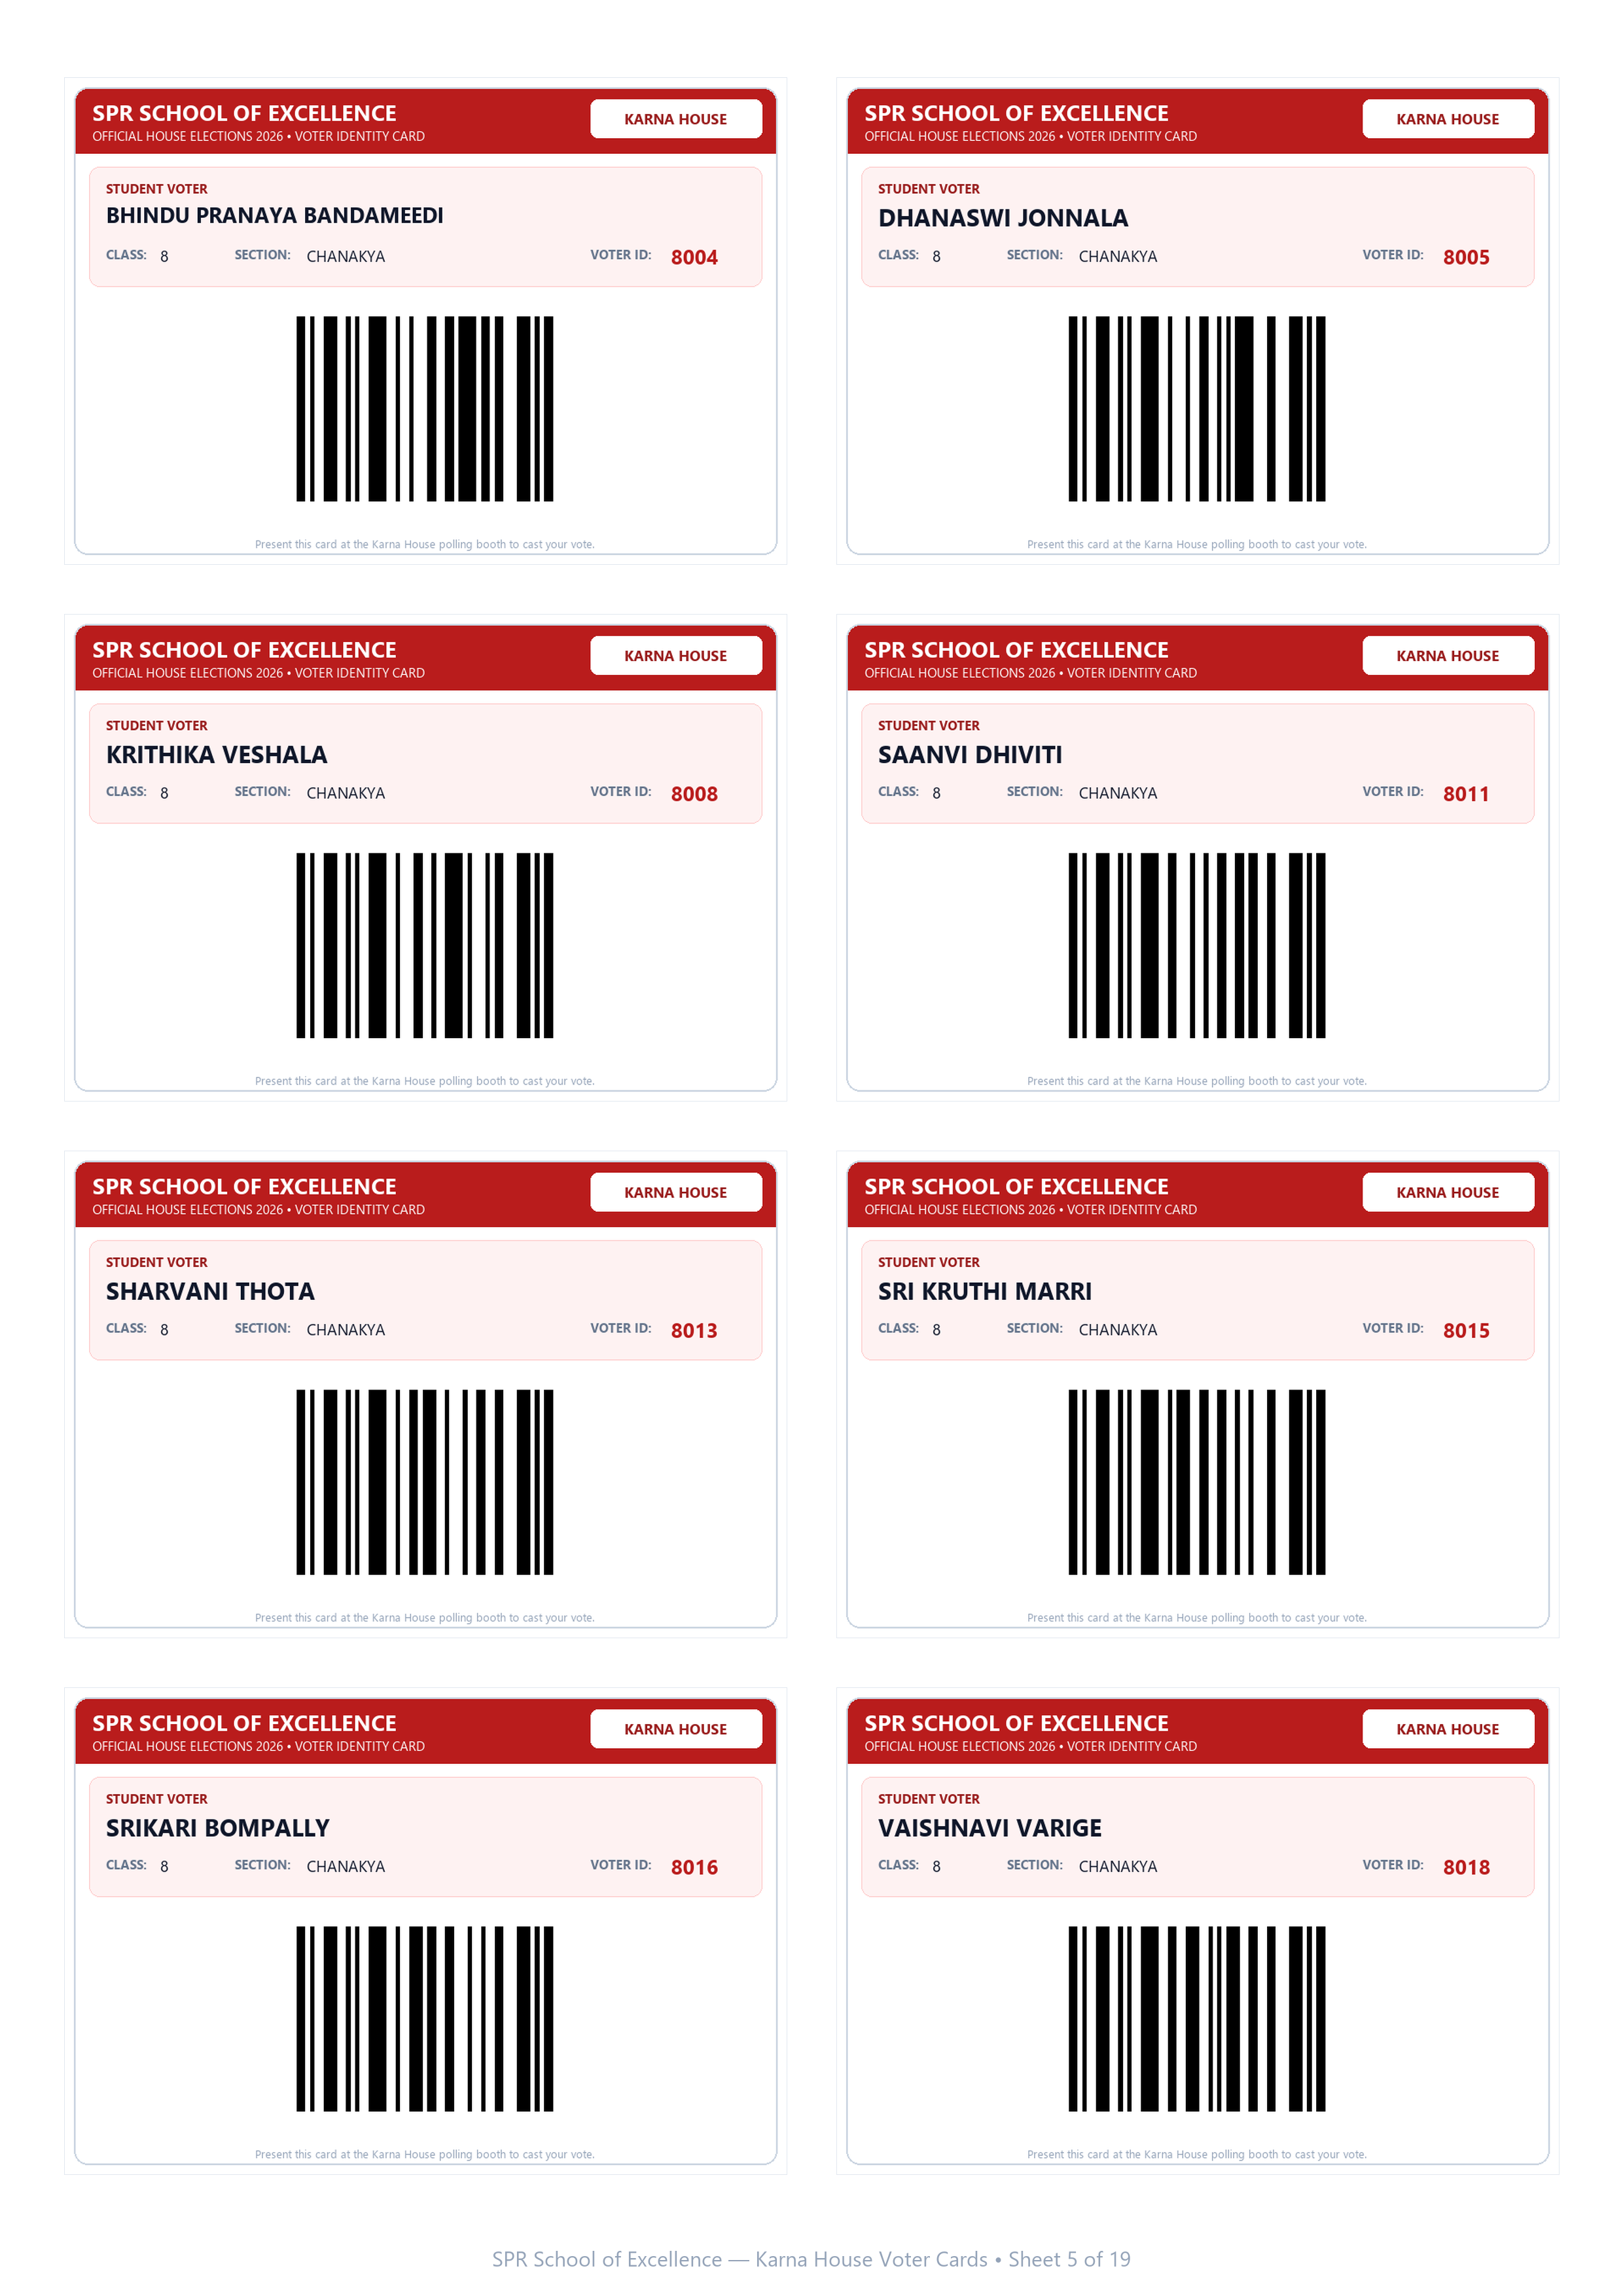 SPR SCHOOL OF EXCELLENCE
OFFICIAL HOUSE ELECTIONS 2026 • VOTER IDENTITY CARD
KARNA HOUSE
STUDENT VOTER
BHINDU PRANAYA BANDAMEEDI
CLASS: 8 SECTION: CHANAKYA VOTER ID: 8004
Present this card at the Karna House polling booth to cast your vote.
SPR SCHOOL OF EXCELLENCE
OFFICIAL HOUSE ELECTIONS 2026 • VOTER IDENTITY CARD
KARNA HOUSE
STUDENT VOTER
DHANASWI JONNALA
CLASS: 8 SECTION: CHANAKYA VOTER ID: 8005
Present this card at the Karna House polling booth to cast your vote.
SPR SCHOOL OF EXCELLENCE
OFFICIAL HOUSE ELECTIONS 2026 • VOTER IDENTITY CARD
KARNA HOUSE
STUDENT VOTER
KRITHIKA VESHALA
CLASS: 8 SECTION: CHANAKYA VOTER ID: 8008
Present this card at the Karna House polling booth to cast your vote.
SPR SCHOOL OF EXCELLENCE
OFFICIAL HOUSE ELECTIONS 2026 • VOTER IDENTITY CARD
KARNA HOUSE
STUDENT VOTER
SAANVI DHIVITI
CLASS: 8 SECTION: CHANAKYA VOTER ID: 8011
Present this card at the Karna House polling booth to cast your vote.
SPR SCHOOL OF EXCELLENCE
OFFICIAL HOUSE ELECTIONS 2026 • VOTER IDENTITY CARD
KARNA HOUSE
STUDENT VOTER
SHARVANI THOTA
CLASS: 8 SECTION: CHANAKYA VOTER ID: 8013
Present this card at the Karna House polling booth to cast your vote.
SPR SCHOOL OF EXCELLENCE
OFFICIAL HOUSE ELECTIONS 2026 • VOTER IDENTITY CARD
KARNA HOUSE
STUDENT VOTER
SRI KRUTHI MARRI
CLASS: 8 SECTION: CHANAKYA VOTER ID: 8015
Present this card at the Karna House polling booth to cast your vote.
SPR SCHOOL OF EXCELLENCE
OFFICIAL HOUSE ELECTIONS 2026 • VOTER IDENTITY CARD
KARNA HOUSE
STUDENT VOTER
SRIKARI BOMPALLY
CLASS: 8 SECTION: CHANAKYA VOTER ID: 8016
Present this card at the Karna House polling booth to cast your vote.
SPR SCHOOL OF EXCELLENCE
OFFICIAL HOUSE ELECTIONS 2026 • VOTER IDENTITY CARD
KARNA HOUSE
STUDENT VOTER
VAISHNAVI VARIGE
CLASS: 8 SECTION: CHANAKYA VOTER ID: 8018
Present this card at the Karna House polling booth to cast your vote.
SPR School of Excellence — Karna House Voter Cards • Sheet 5 of 19